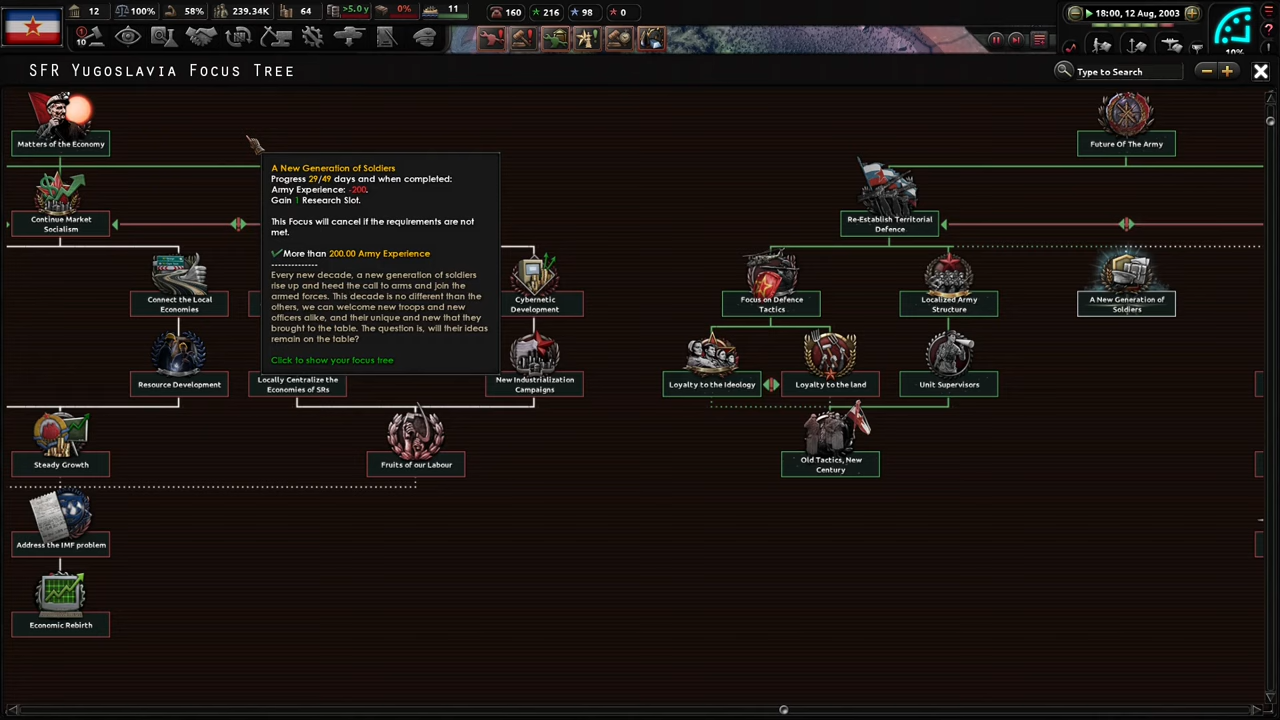 12 100% 58% 239.34K 64 >5.0 y 0% 11 160 216 98 0 18:00, 12 Aug, 2003
10 10%
SFR Yugoslavia Focus Tree
Type to Search
Matters of the Economy
Future Of The Army
A New Generation of Soldiers
Progress 29/49 days and when completed:
Army Experience: -200.
Gain 1 Research Slot.
This Focus will cancel if the requirements are not
met.
More than 200.00 Army Experience
--------------
Every new decade, a new generation of soldiers
rise up and heed the call to arms and join the
armed forces. This decade is no different than the
others, we can welcome new troops and new
officers alike, and their unique and new that they
brought to the table. The question is, will their ideas
remain on the table?
Click to show your focus tree
Continue Market
Socialism
Re-Establish Territorial
Defence
Connect the Local
Economies
Cybernetic
Development
Focus on Defence
Tactics
Localized Army
Structure
A New Generation of
Soldiers
Resource Development
Locally Centralize the
Economies of SRs
New Industrialization
Campaigns
Loyalty to the Ideology
Loyalty to the land
Unit Supervisors
Steady Growth
Fruits of our Labour
Old Tactics, New
Century
Address the IMF problem
Economic Rebirth